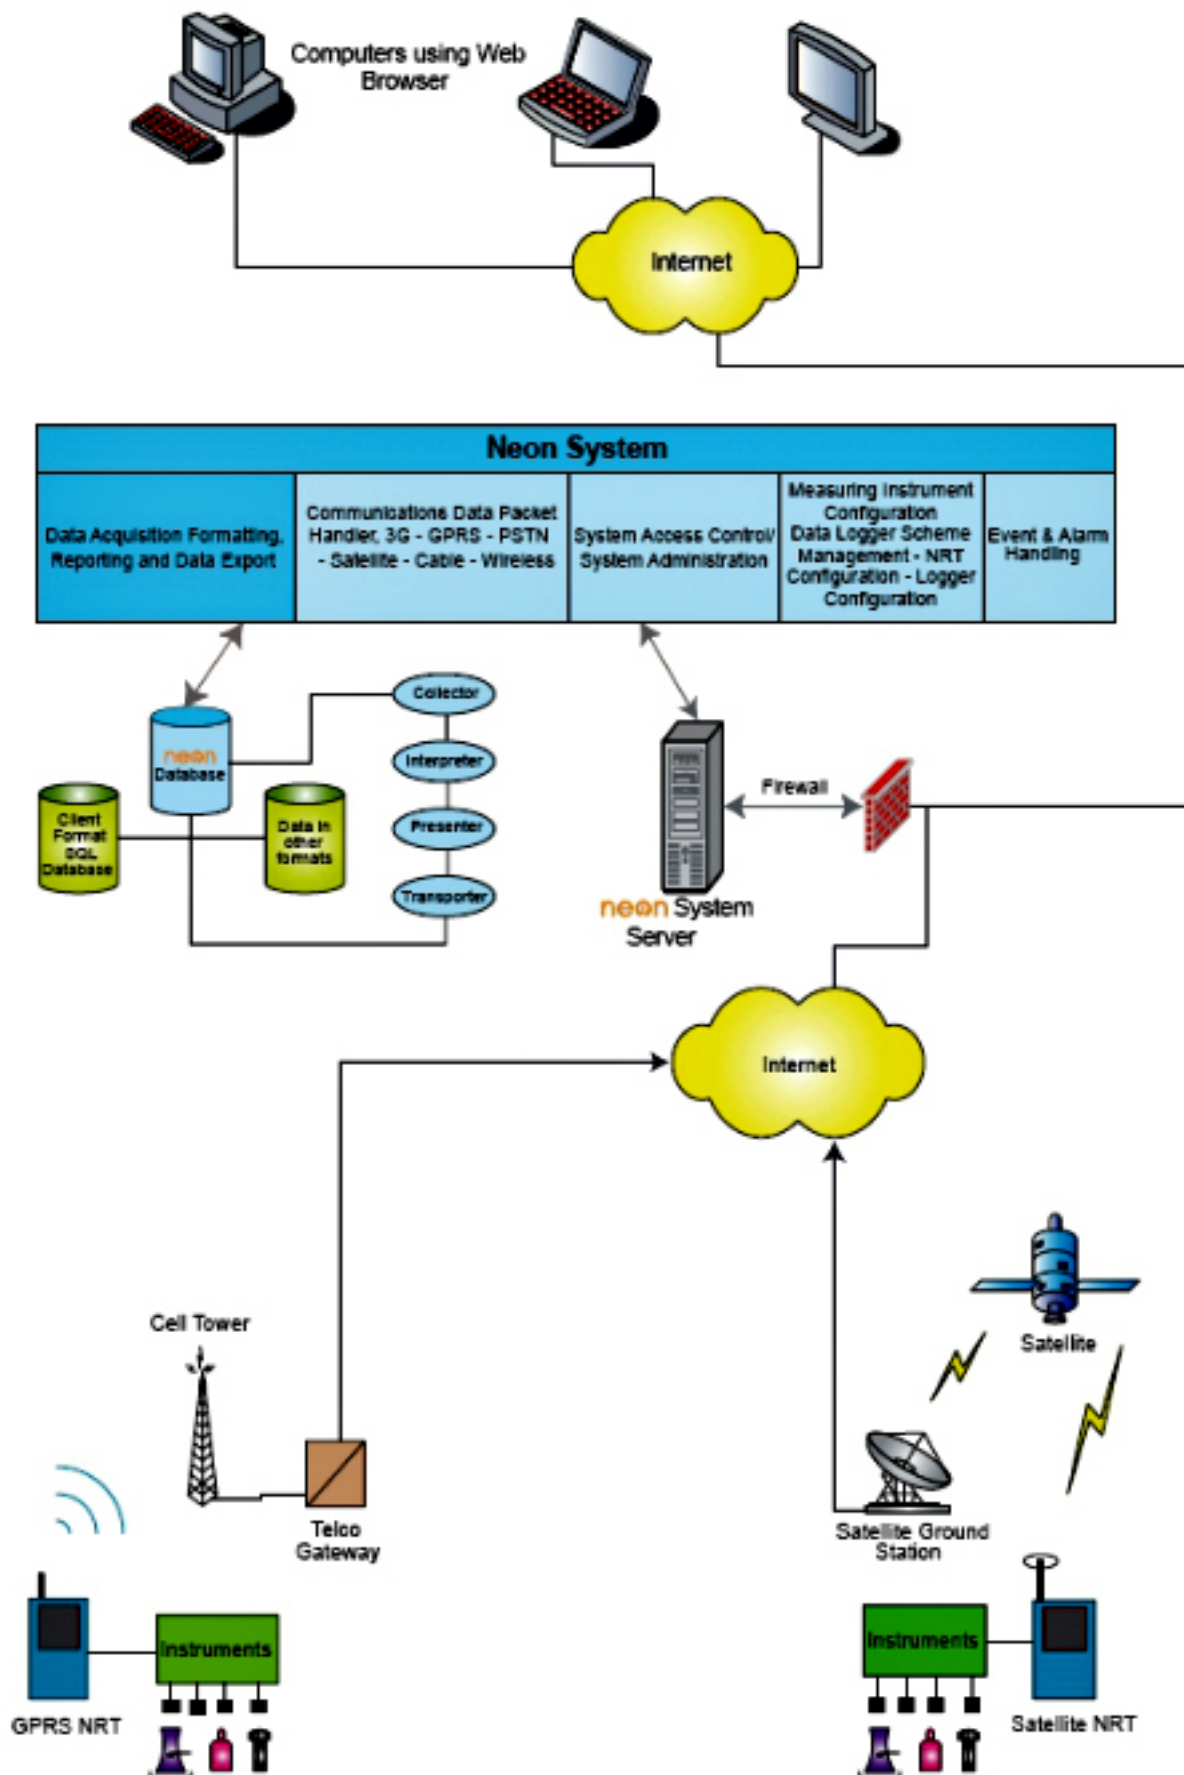 Computers using Web
Browser
Internet
Neon System
Data Acquisition Formatting,
Reporting and Data Export
Communications Data Packet
Handler, 3G - GPRS - PSTN
- Satellite - Cable - Wireless
System Access Control/
System Administration
Measuring Instrument
Configuration
Data Logger Scheme
Management - NRT
Configuration - Logger
Configuration
Event & Alarm
Handling
neon
Database
Client
Format
SQL
Database
Data in
other
formats
Collector
Interpreter
Presenter
Transporter
Firewall
neon System
Server
Internet
Cell Tower
Telco
Gateway
Satellite
Satellite Ground
Station
Instruments
GPRS NRT
Instruments
Satellite NRT